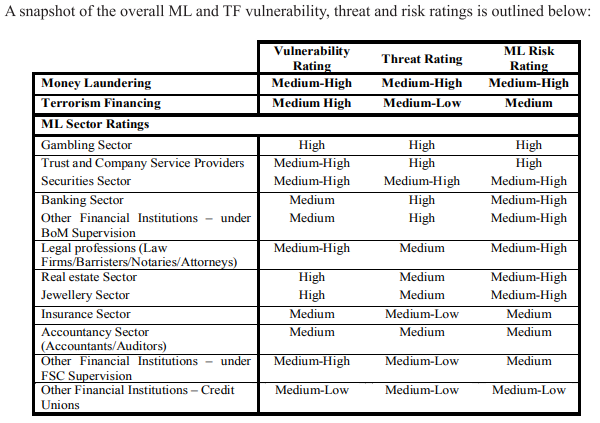 A snapshot of the overall ML and TF vulnerability, threat and risk ratings is outlined below:
Vulnerability Rating Threat Rating ML Risk Rating
Money Laundering Medium-High Medium-High Medium-High
Terrorism Financing Medium High Medium-Low Medium
ML Sector Ratings
Gambling Sector High High High
Trust and Company Service Providers Medium-High High High
Securities Sector Medium-High Medium-High Medium-High
Banking Sector Medium High Medium-High
Other Financial Institutions – under Medium High Medium-High
BoM Supervision
Legal professions (Law Medium-High Medium Medium-High
Firms/Barristers/Notaries/Attorneys)
Real estate Sector High Medium Medium-High
Jewellery Sector High Medium Medium-High
Insurance Sector Medium Medium-Low Medium
Accountancy Sector Medium Medium Medium
(Accountants/Auditors)
Other Financial Institutions – under Medium-High Medium-Low Medium
FSC Supervision
Other Financial Institutions – Credit Medium-Low Medium-Low Medium-Low
Unions